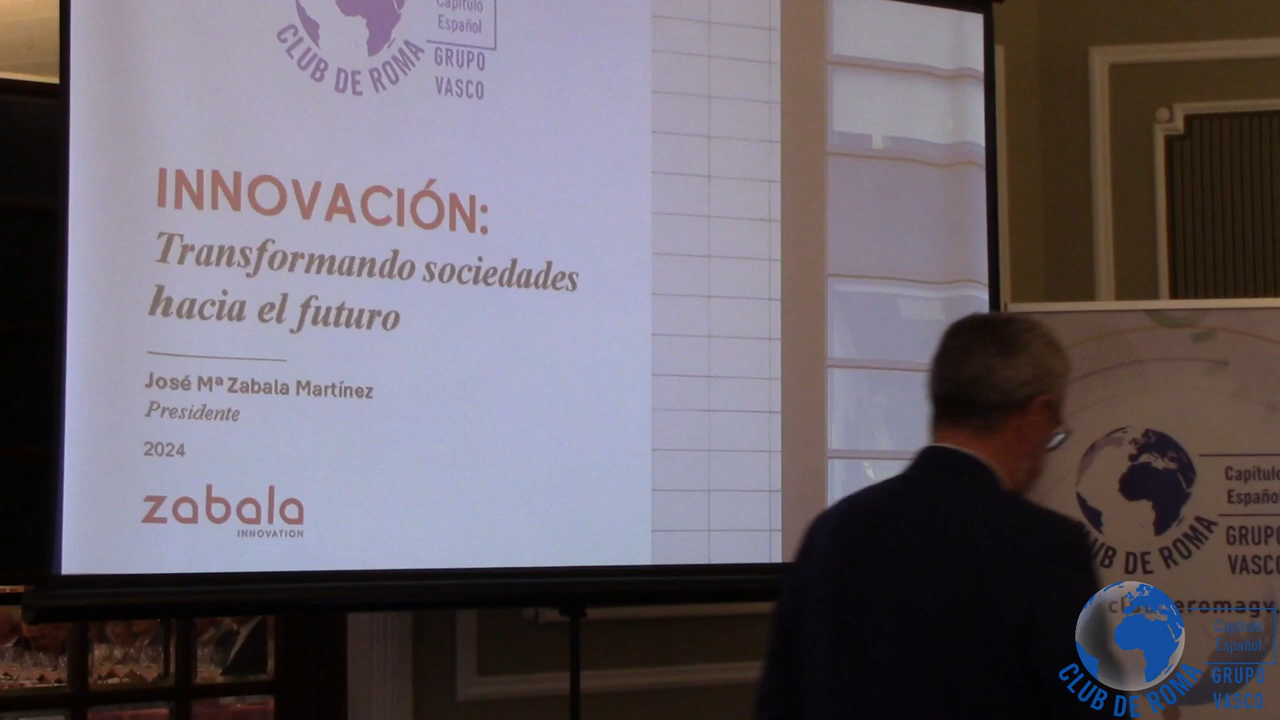 Capítulo
Español
CLUB DE ROMA
GRUPO
VASCO
INNOVACIÓN:
Transformando sociedades
hacia el futuro
José Mª Zabala Martínez
Presidente
2024
zabala
INNOVATION
Capítulo
Español
GRUPO
VASCO
DE ROMA
Capítulo
Español
CLUB DE ROMA
GRUPO
VASCO